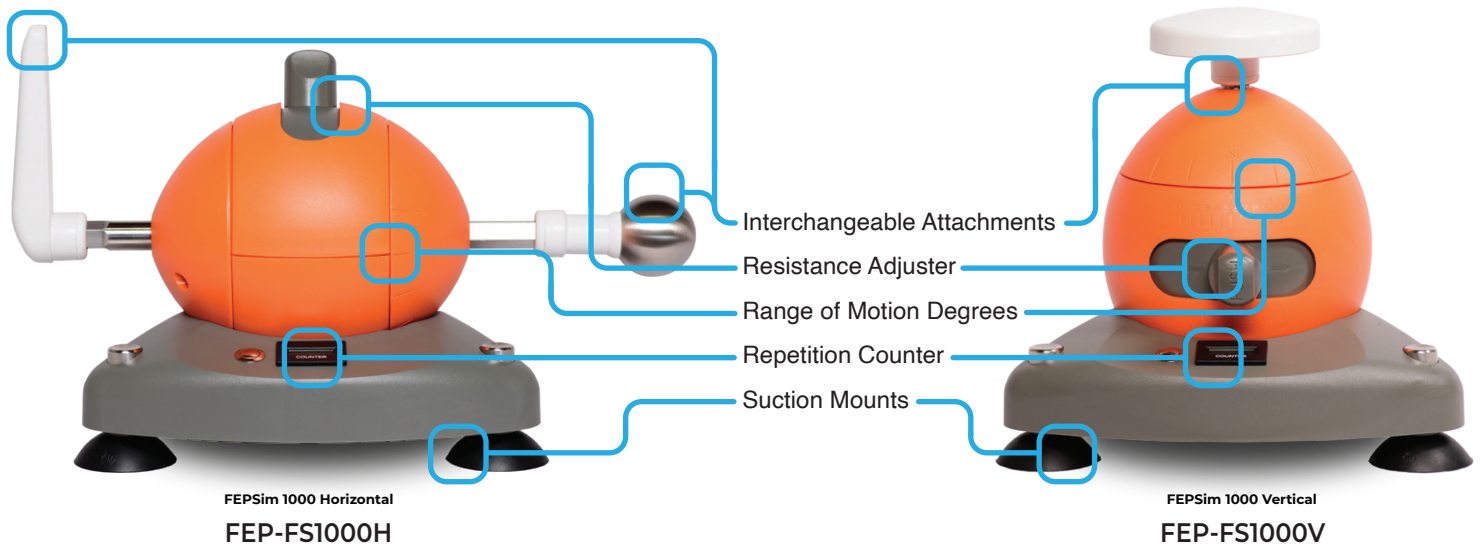 Interchangeable Attachments
Resistance Adjuster
Range of Motion Degrees
Repetition Counter
COUNTER
COUNTER
Suction Mounts
FEPSim 1000 Horizontal
FEP-FS1000H
FEPSim 1000 Vertical
FEP-FS1000V